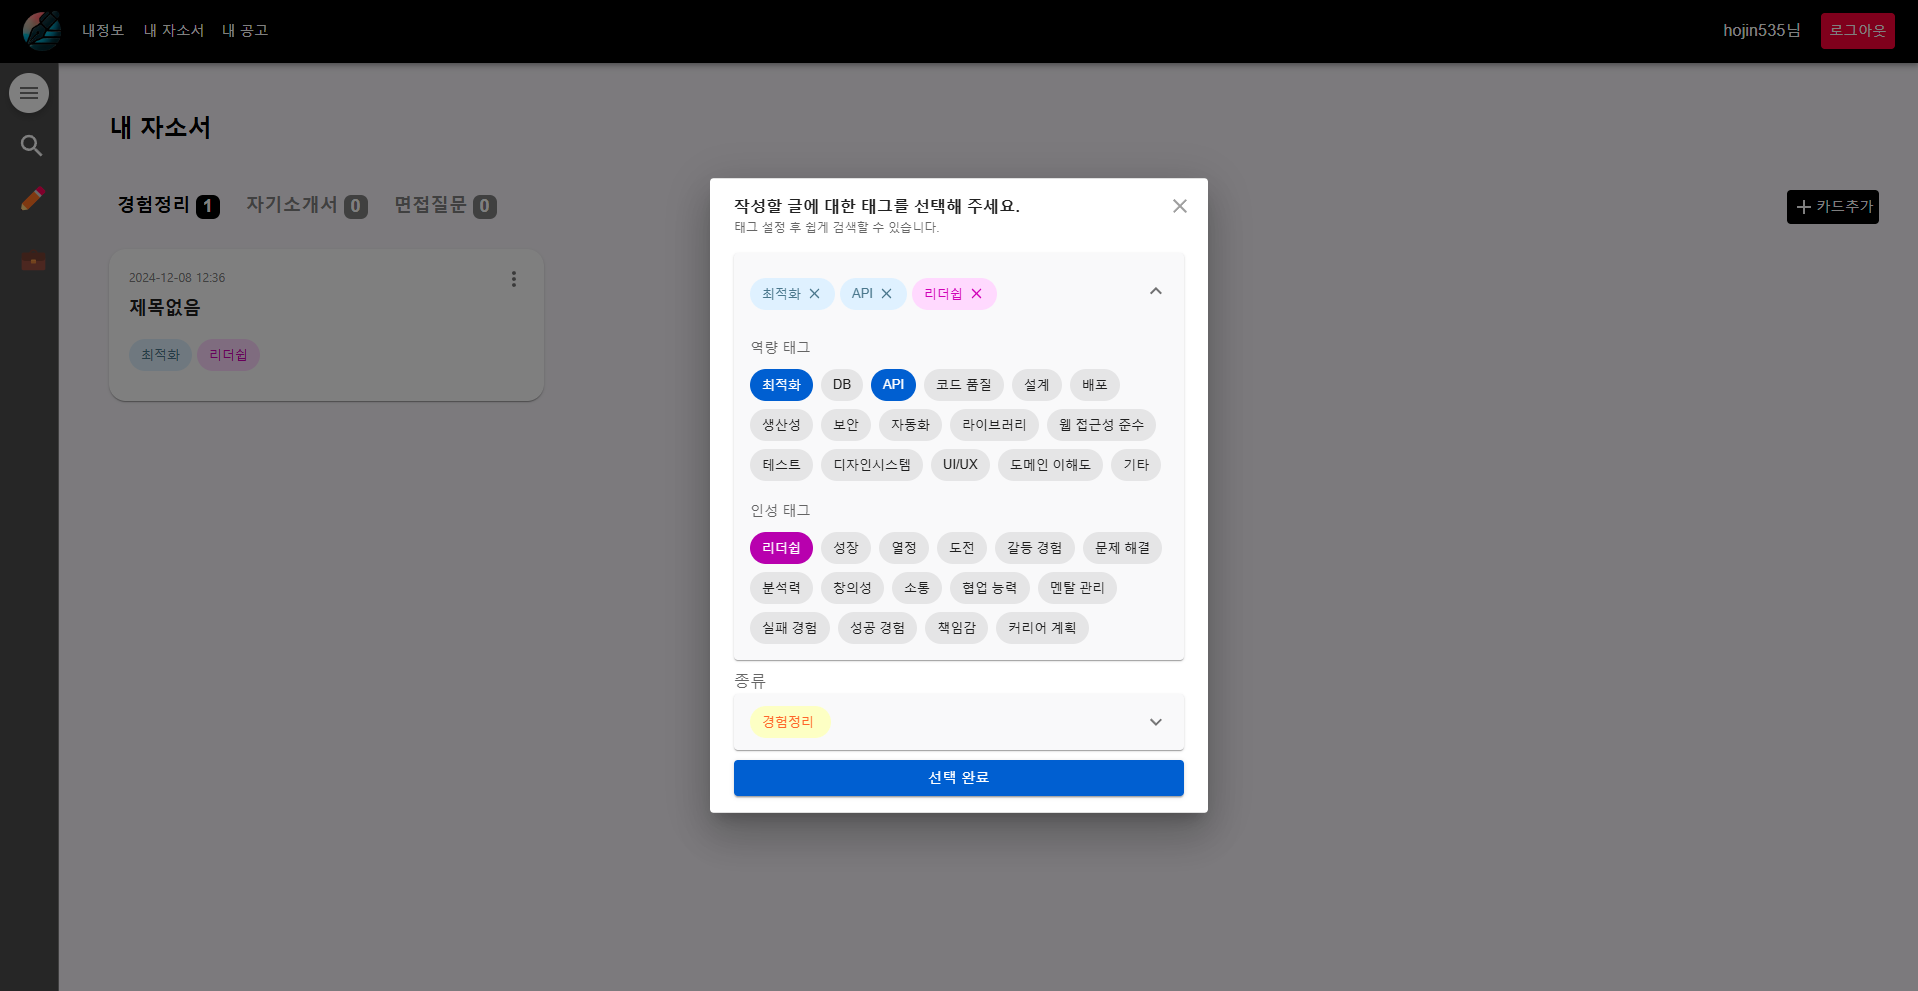 내정보 내 자소서 내 공고 hojin535님 로그아웃
내 자소서
경험정리 1 자기소개서 0 면접질문 0 카드추가
2024-12-08 12:36
제목없음
최적화 리더쉽
작성할 글에 대한 태그를 선택해 주세요.
태그 설정 후 쉽게 검색할 수 있습니다.
최적화 API 리더쉽
역량 태그
최적화 DB API 코드 품질 설계 배포
생산성 보안 자동화 라이브러리 웹 접근성 준수
테스트 디자인시스템 UI/UX 도메인 이해도 기타
인성 태그
리더쉽 성장 열정 도전 갈등 경험 문제 해결
분석력 창의성 소통 협업 능력 멘탈 관리
실패 경험 성공 경험 책임감 커리어 계획
종류
경험정리
선택 완료